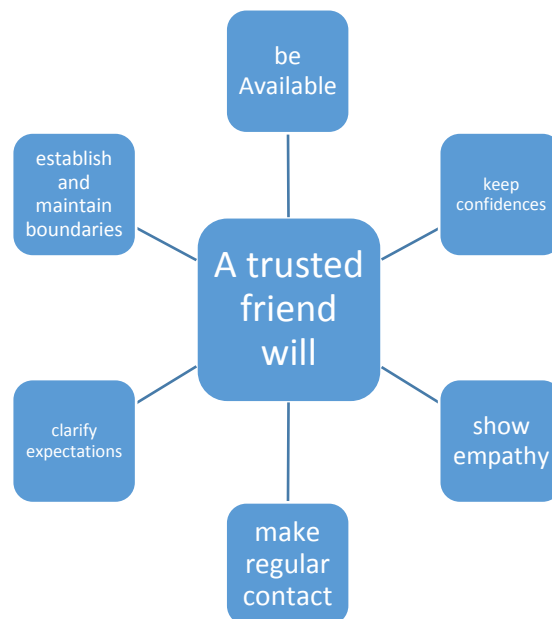 be
Available
establish
and
maintain
boundaries
keep
confidences
A trusted
friend
will
clarify
expectations
show
empathy
make
regular
contact